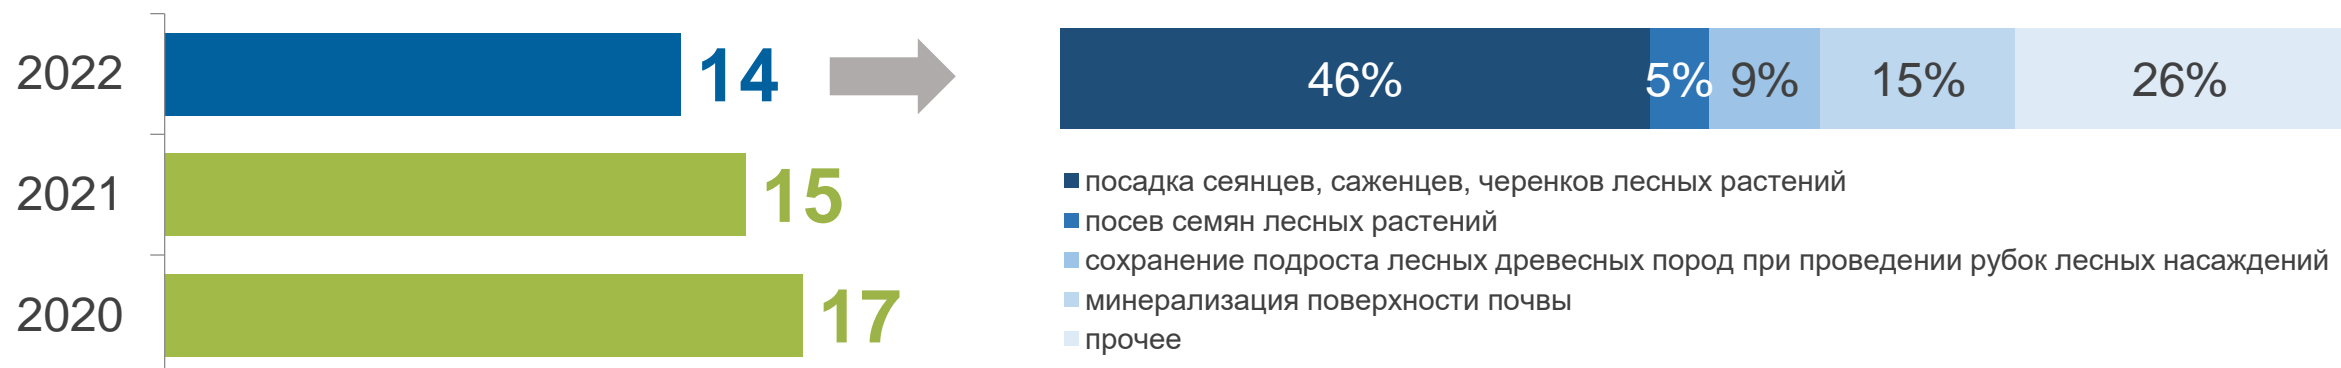 2022
14
46%
5%
9%
15%
26%
2021
15
2020
17
посадка сеянцев, саженцев, черенков лесных растений
посев семян лесных растений
сохранение подроста лесных древесных пород при проведении рубок лесных насаждений
минерализация поверхности почвы
прочее